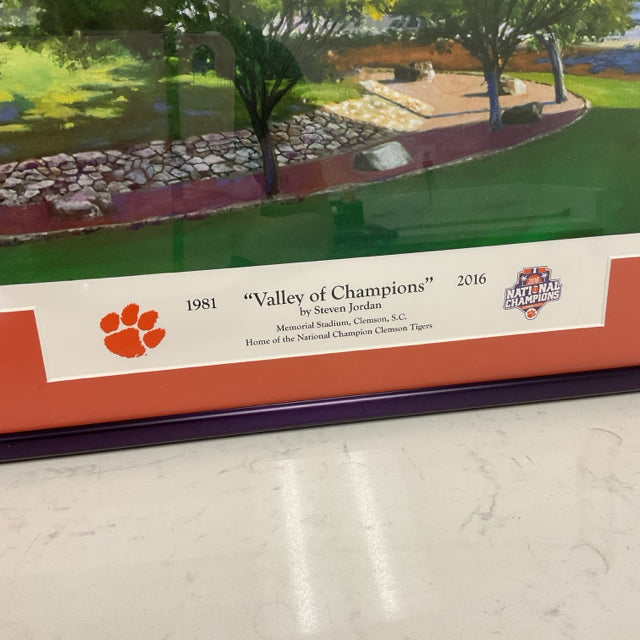 1981 "Valley of Champions" 2016
by Steven Jordan
Memorial Stadium, Clemson, S.C.
Home of the National Champion Clemson Tigers
2016
NATIONAL
CHAMPIONS